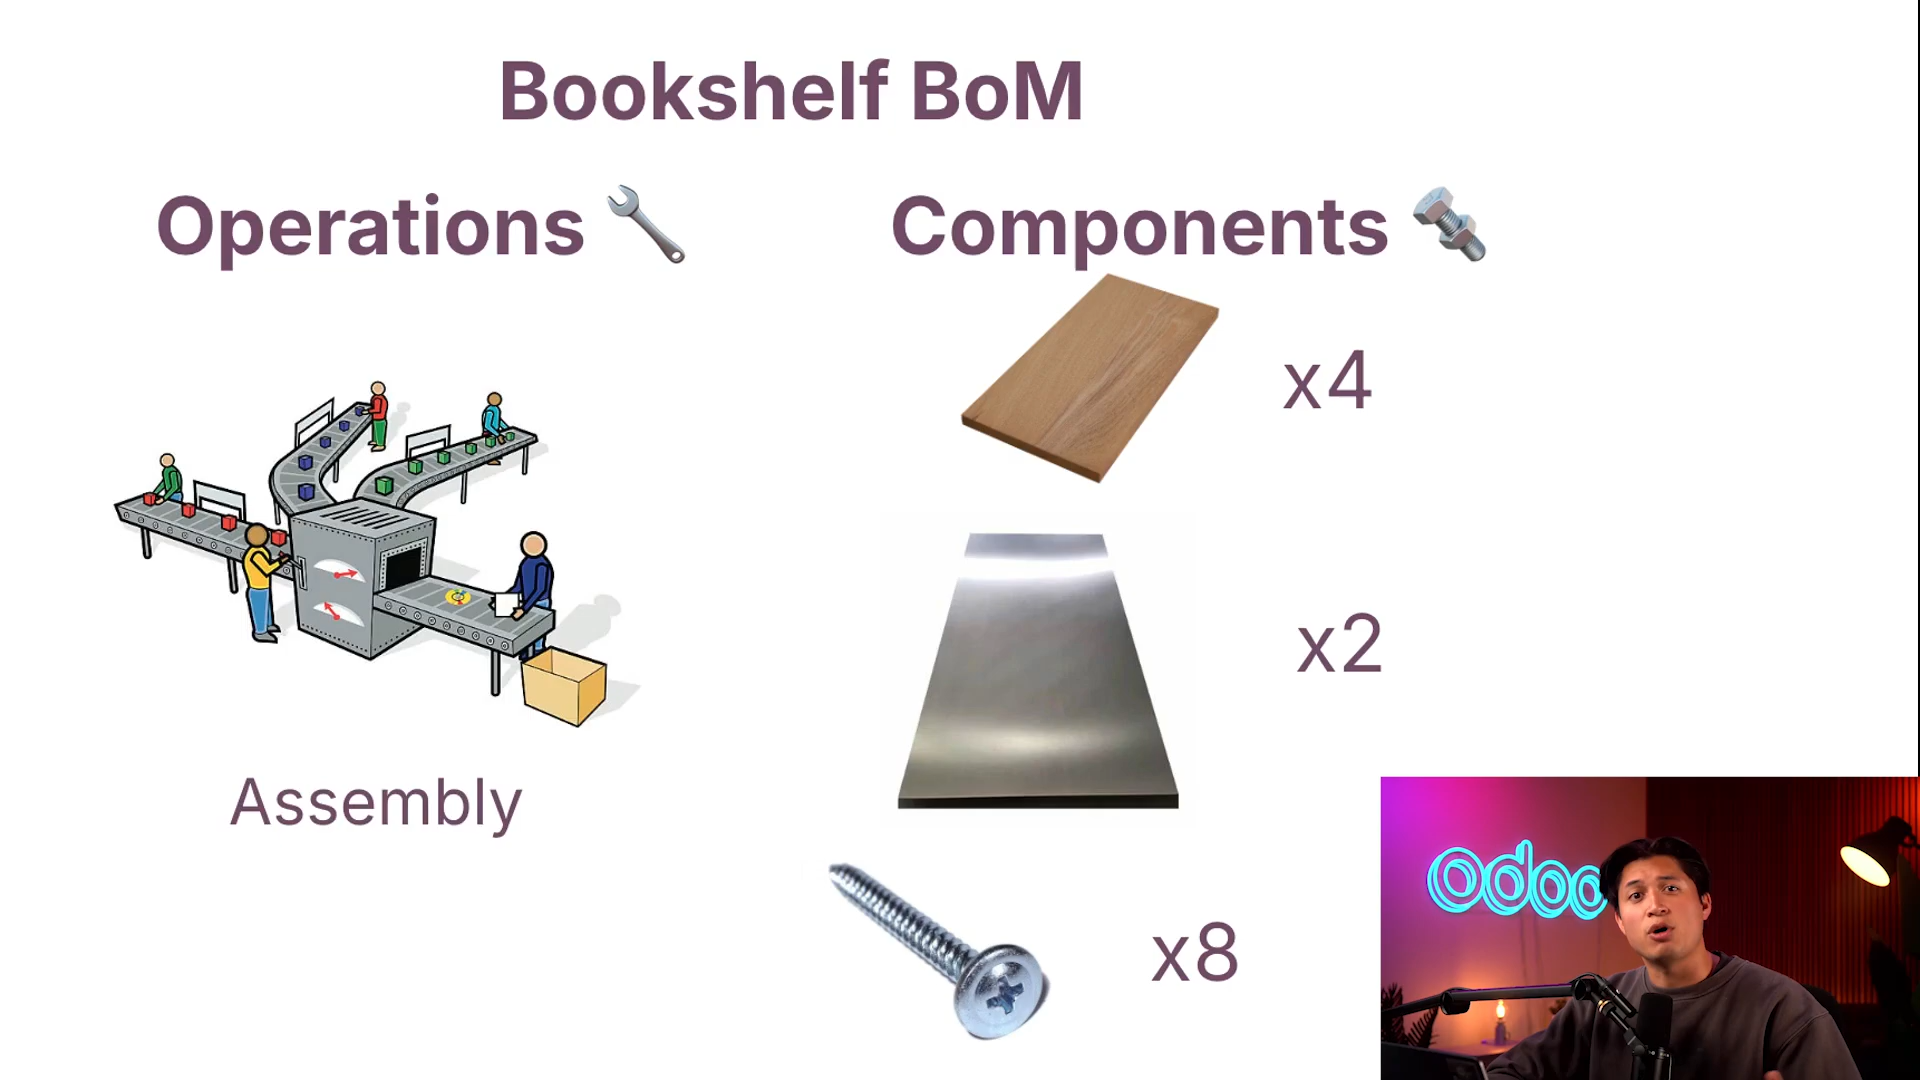 Bookshelf BoM
Operations
Components
x4
x2
Assembly
x8
odoo